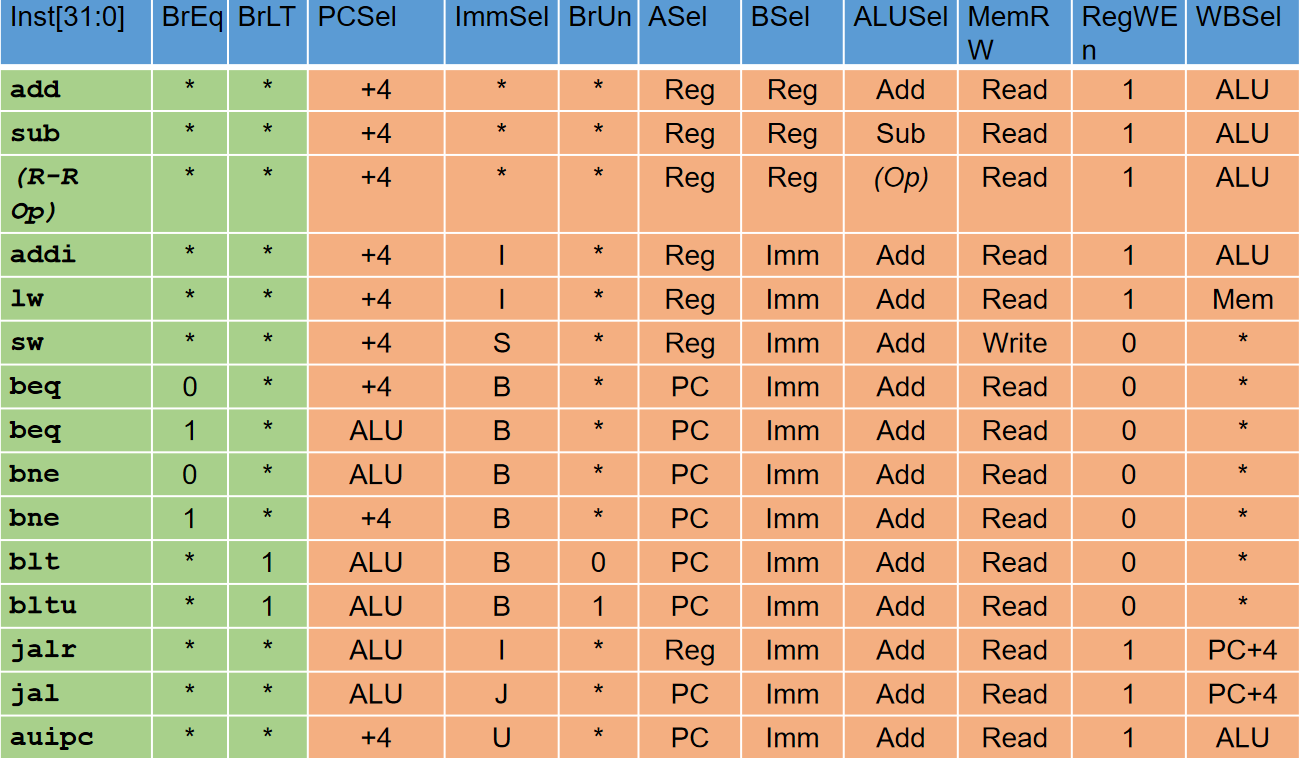 Inst[31:0] BrEq BrLT PCSel ImmSel BrUn ASel BSel ALUSel MemRW RegWEn WBSel
add * * +4 * * Reg Reg Add Read 1 ALU
sub * * +4 * * Reg Reg Sub Read 1 ALU
(R-R Op) * * +4 * * Reg Reg (Op) Read 1 ALU
addi * * +4 I * Reg Imm Add Read 1 ALU
lw * * +4 I * Reg Imm Add Read 1 Mem
sw * * +4 S * Reg Imm Add Write 0 *
beq 0 * +4 B * PC Imm Add Read 0 *
beq 1 * ALU B * PC Imm Add Read 0 *
bne 0 * ALU B * PC Imm Add Read 0 *
bne 1 * +4 B * PC Imm Add Read 0 *
blt * 1 ALU B 0 PC Imm Add Read 0 *
bltu * 1 ALU B 1 PC Imm Add Read 0 *
jalr * * ALU I * Reg Imm Add Read 1 PC+4
jal * * ALU J * PC Imm Add Read 1 PC+4
auipc * * +4 U * PC Imm Add Read 1 ALU